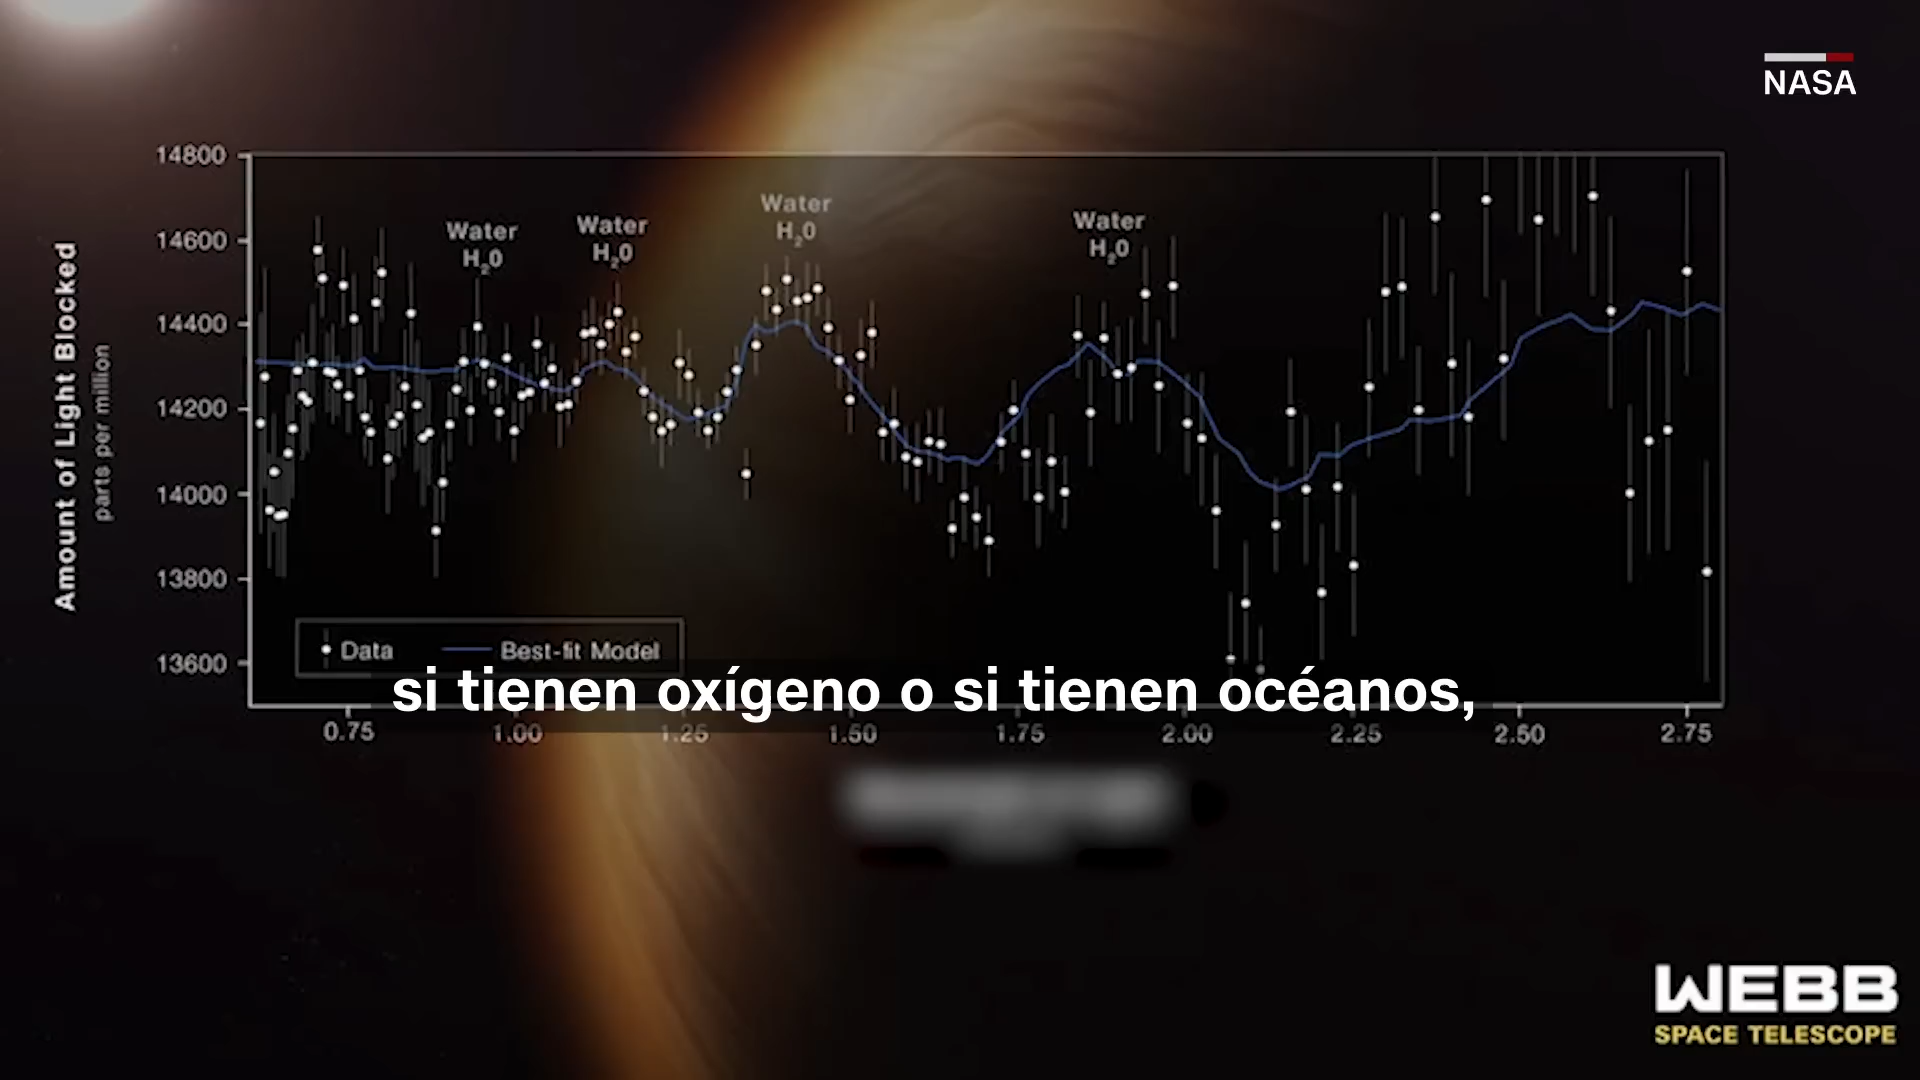 NASA
14800
14600
14400
14200
14000
13800
13600
Amount of Light Blocked
parts per million
Water
H₂0
Water
H₂0
Water
H₂0
Water
H₂0
Data
Best-fit Model
si tienen oxígeno o si tienen océanos,
0.75 1.00 1.25 1.50 1.75 2.00 2.25 2.50 2.75
WEBB
SPACE TELESCOPE